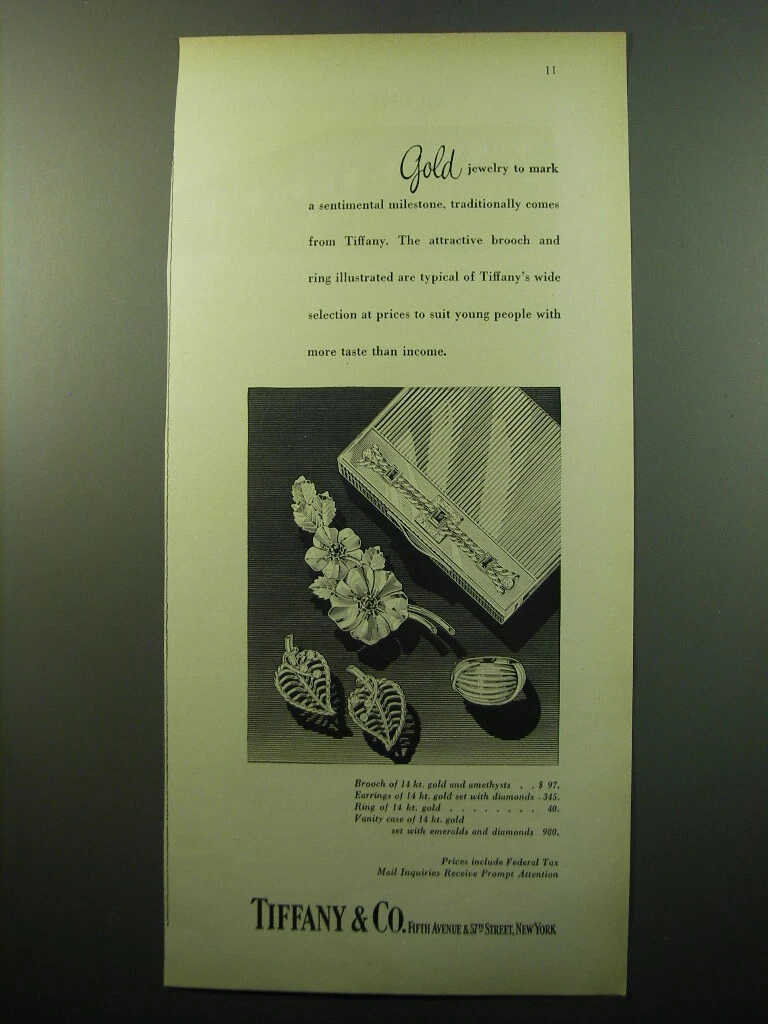 11
Gold jewelry to mark
a sentimental milestone, traditionally comes
from Tiffany. The attractive brooch and
ring illustrated are typical of Tiffany's wide
selection at prices to suit young people with
more taste than income.
Brooch of 14 kt. gold and amethysts . . $ 97.
Earrings of 14 kt. gold set with diamonds . 345.
Ring of 14 kt. gold . . . . . . . . 40.
Vanity case of 14 kt. gold
set with emeralds and diamonds 980.
Prices include Federal Tax
Mail Inquiries Receive Prompt Attention
TIFFANY & CO. FIFTH AVENUE & 57TH STREET, NEW YORK